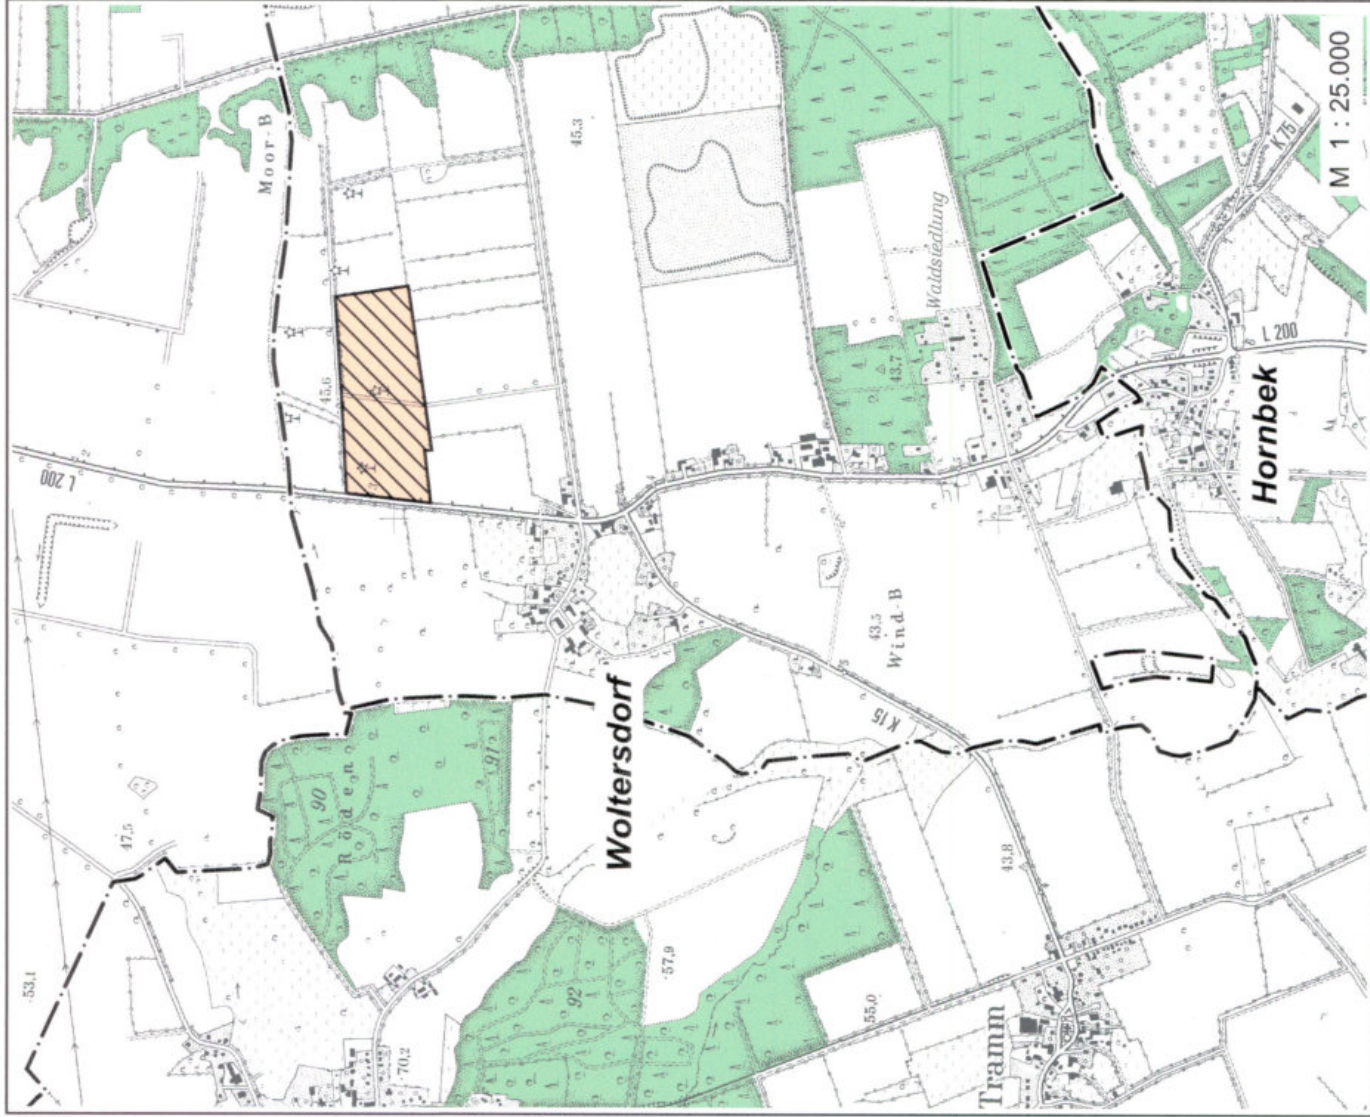 L 200
Moor-B
45,6
45,3
53,1
47,5
90
Röden
91
Waldsiedlung
43,7
K 75
M 1 : 25.000
L 200
Hornbek
Woltersdorf
43,5
Wind-B
K 15
70,2
92
57,9
43,8
55,0
Tramm